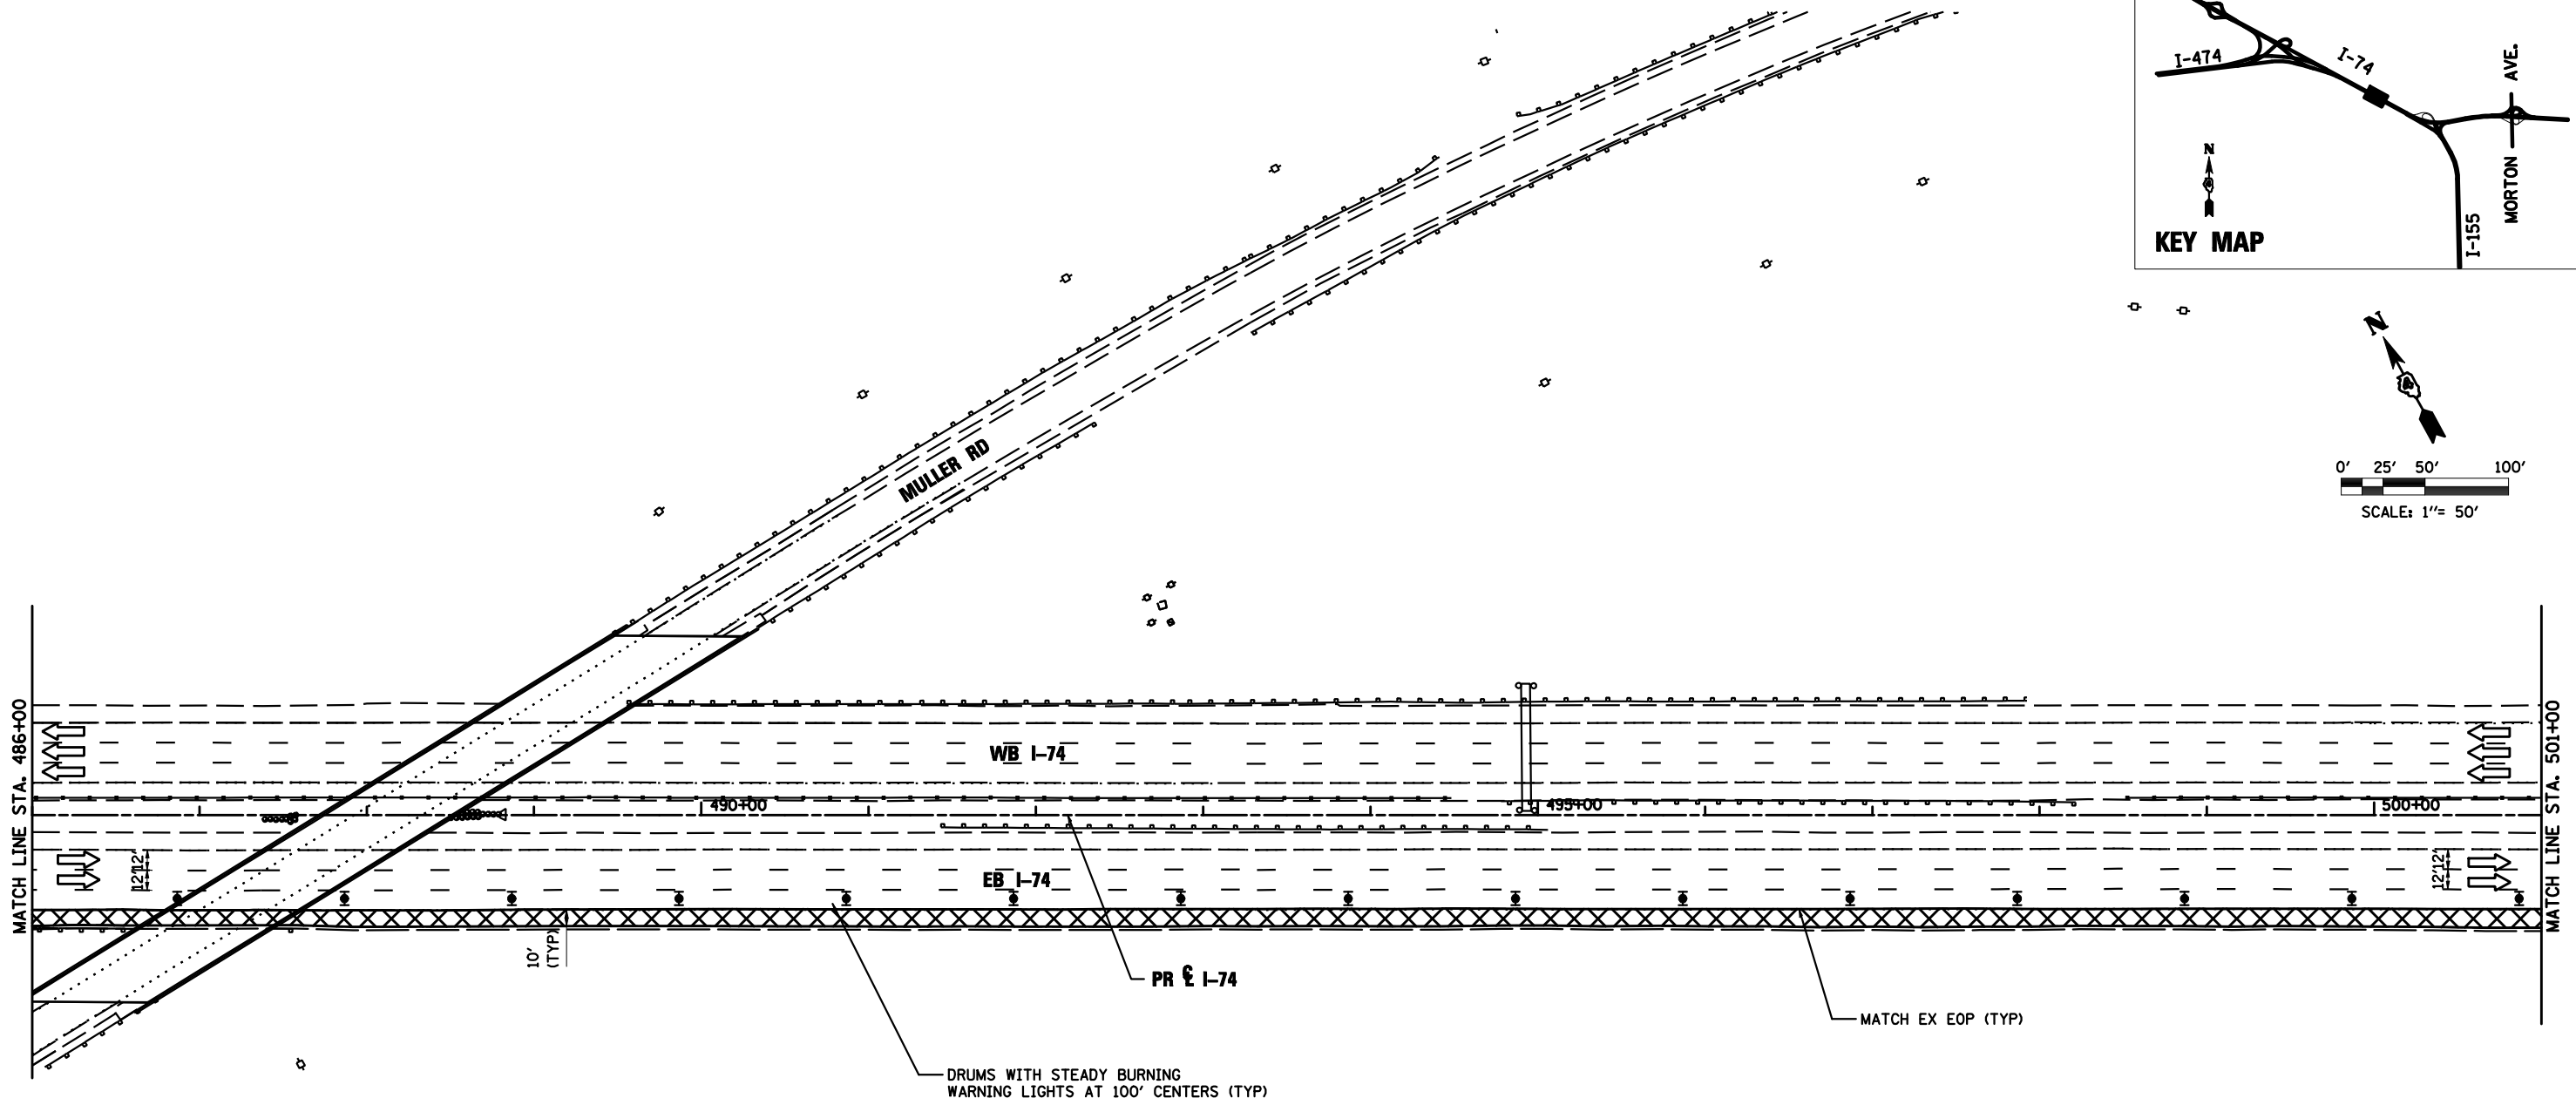 I-474
I-74
MORTON AVE.
N
I-155
KEY MAP
N
0' 25' 50' 100'
SCALE: 1"= 50'
MULLER RD
MATCH LINE STA. 486+00
MATCH LINE STA. 501+00
WB I-74
490+00
495+00
500+00
12'
12'
EB I-74
12'
12'
10'
(TYP)
PR ℄ I-74
MATCH EX EOP (TYP)
DRUMS WITH STEADY BURNING
WARNING LIGHTS AT 100' CENTERS (TYP)